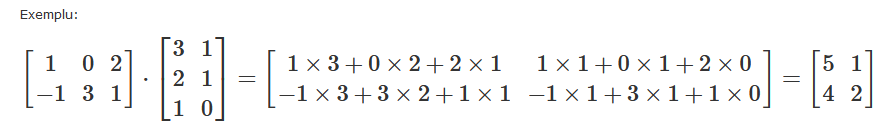 Exemplu:
[1 0 2; −1 3 1] · [3 1; 2 1; 1 0] = [1 × 3 + 0 × 2 + 2 × 1 1 × 1 + 0 × 1 + 2 × 0; −1 × 3 + 3 × 2 + 1 × 1 −1 × 1 + 3 × 1 + 1 × 0] = [5 1; 4 2]